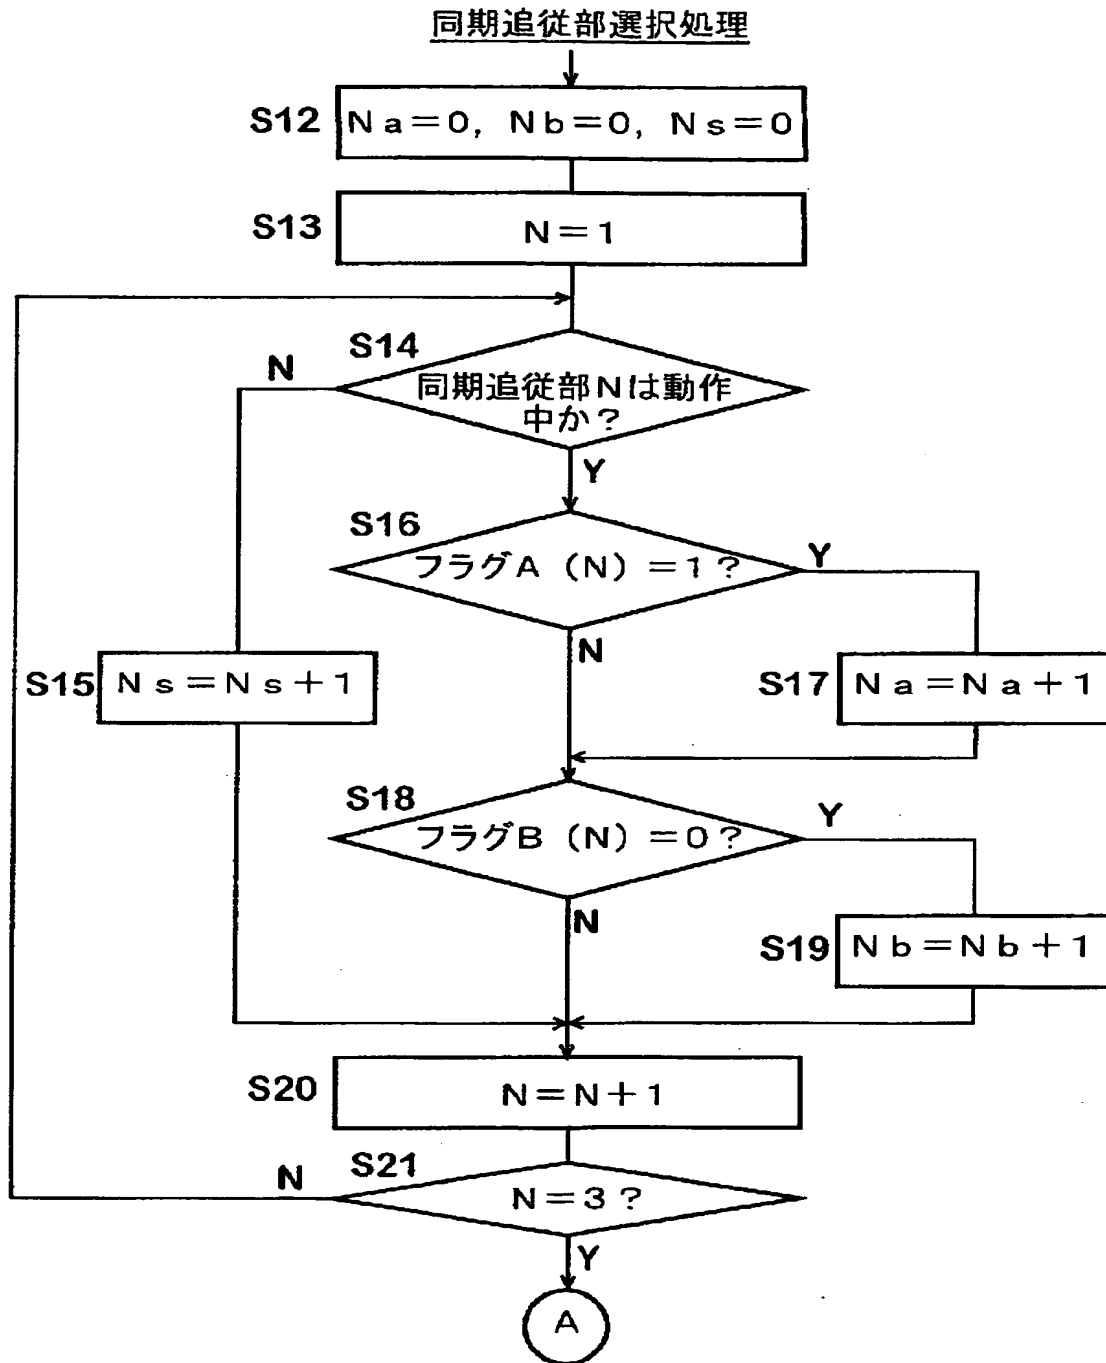 同期追従部選択処理
S12
Na=0, Nb=0, Ns=0
S13
N=1
S14
N
同期追従部Nは動作
中か?
Y
S16
フラグA(N)=1?
Y
N
S15
Ns=Ns+1
S17
Na=Na+1
S18
フラグB(N)=0?
Y
N
S19
Nb=Nb+1
S20
N=N+1
S21
N
N=3?
Y
A